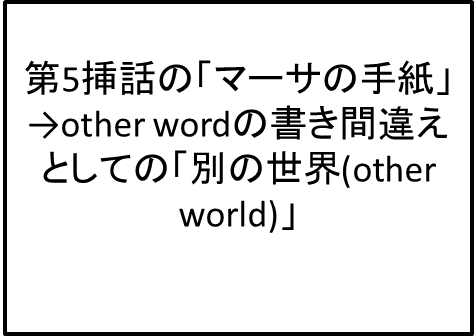 第5挿話の「マーサの手紙」
→other wordの書き間違え
としての「別の世界(other
world)」